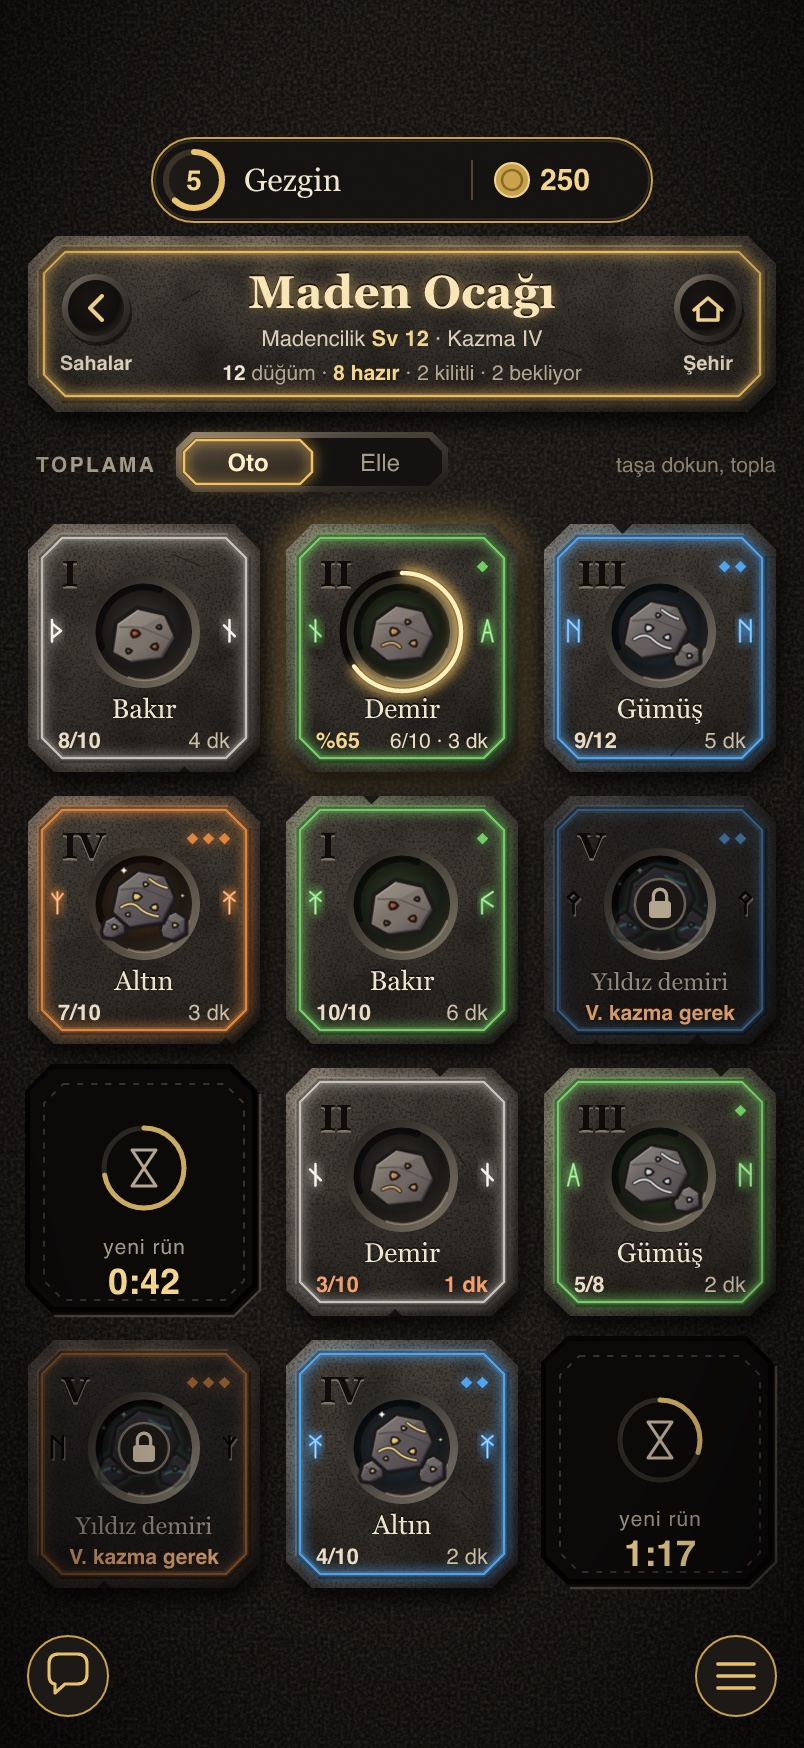 5 Gezgin 250
Maden Ocağı
Sahalar
Madencilik Sv 12 · Kazma IV
12 düğüm · 8 hazır · 2 kilitli · 2 bekliyor
Şehir
TOPLAMA Oto Elle taşa dokun, topla
I
Bakır
8/10 4 dk
II
Demir
%65 6/10 · 3 dk
III
Gümüş
9/12 5 dk
IV
Altın
7/10 3 dk
I
Bakır
10/10 6 dk
V
Yıldız demiri
V. kazma gerek
yeni rün
0:42
II
Demir
3/10 1 dk
III
Gümüş
5/8 2 dk
V
Yıldız demiri
V. kazma gerek
IV
Altın
4/10 2 dk
yeni rün
1:17